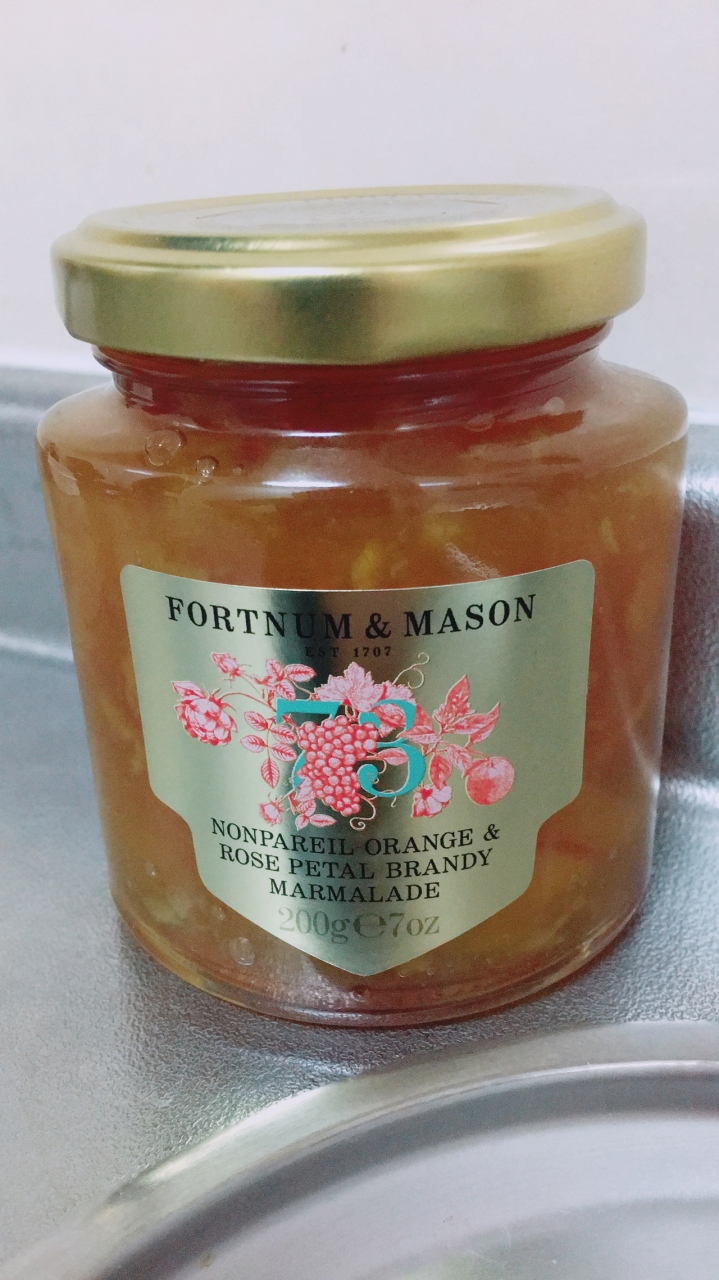 FORTNUM & MASON
EST 1707
73
NONPAREIL ORANGE &
ROSE PETAL BRANDY
MARMALADE
200g℮7oz